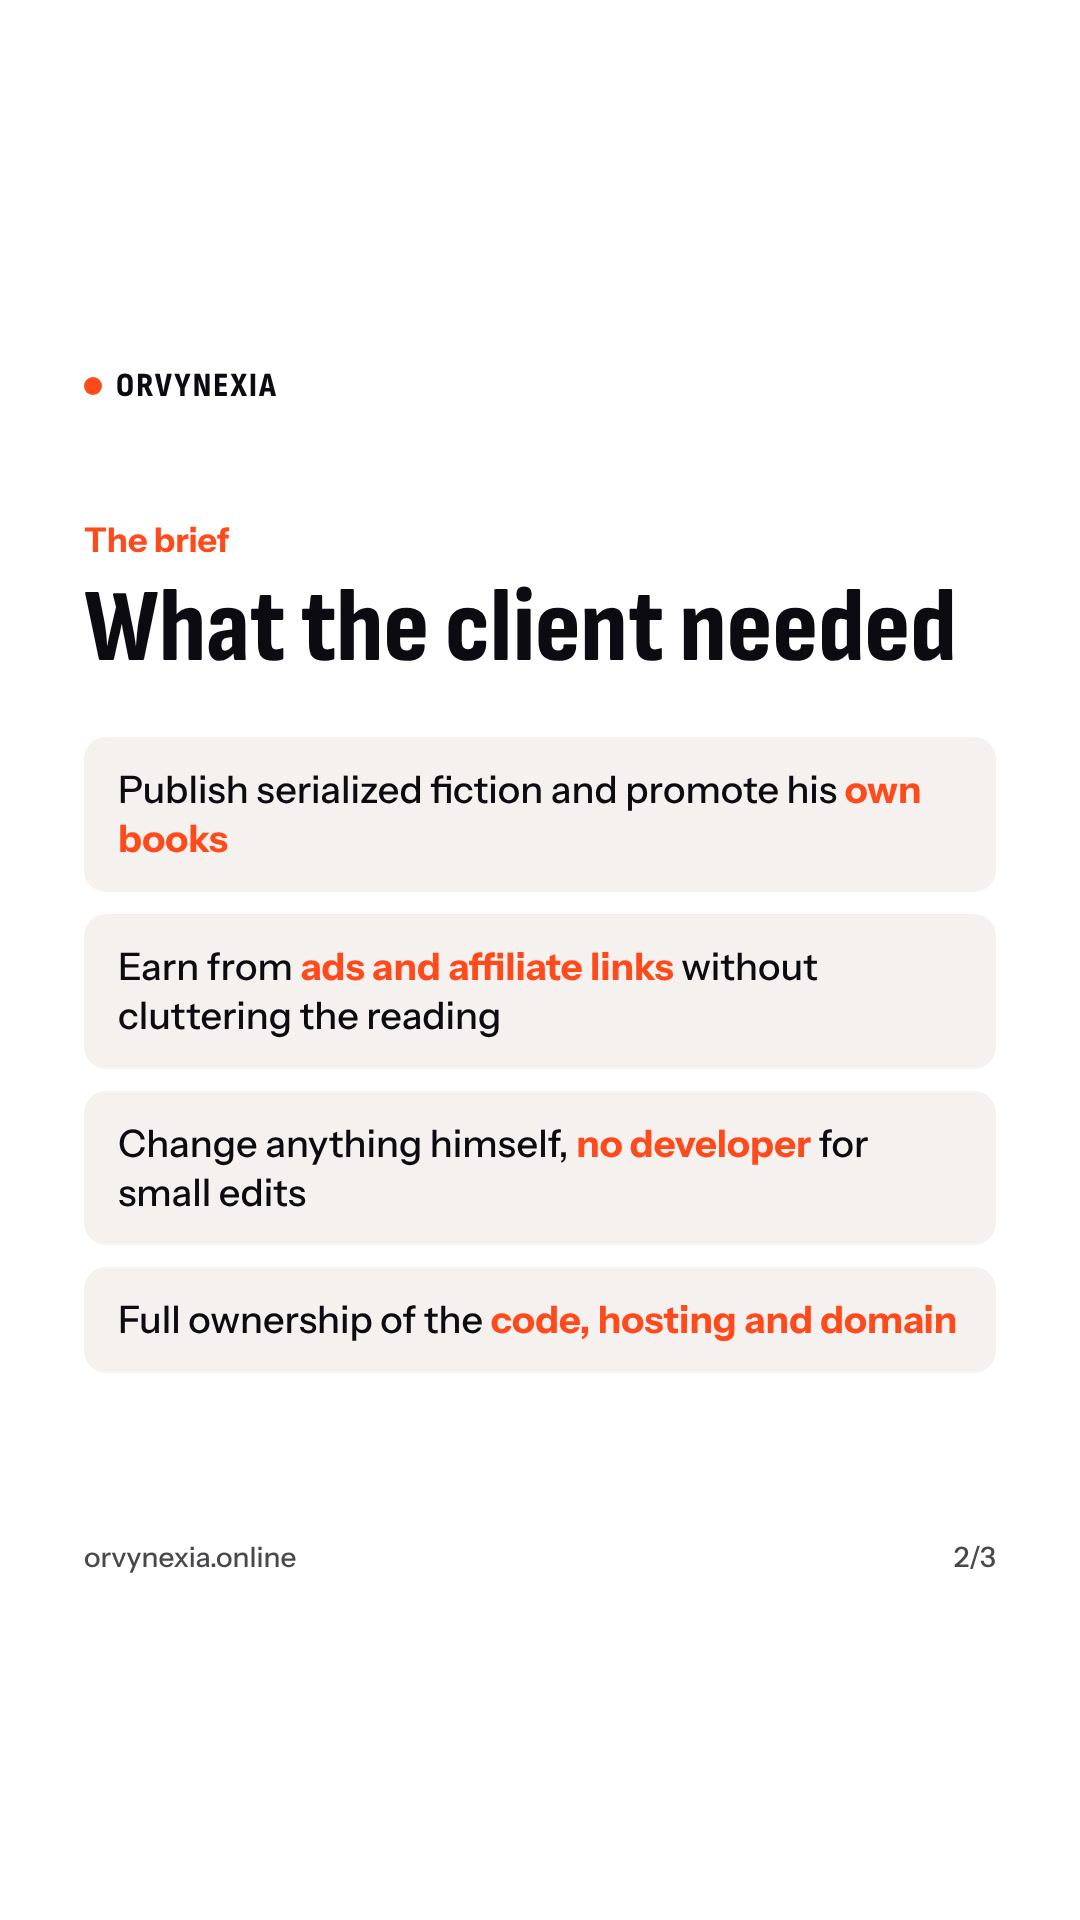 ORVYNEXIA
The brief
What the client needed
Publish serialized fiction and promote his own
books
Earn from ads and affiliate links without
cluttering the reading
Change anything himself, no developer for
small edits
Full ownership of the code, hosting and domain
orvynexia.online
2/3